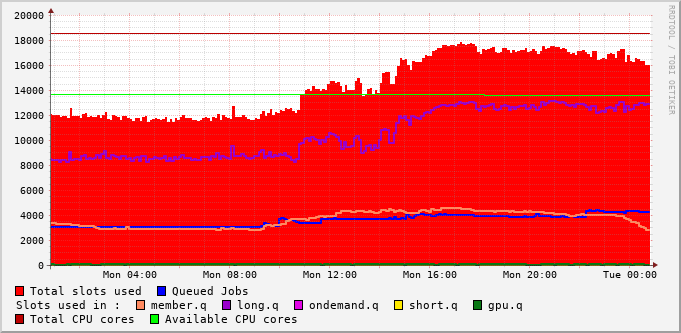 20000
18000
16000
14000
12000
10000
8000
6000
4000
2000
0
Mon 04:00 Mon 08:00 Mon 12:00 Mon 16:00 Mon 20:00 Tue 00:00
RRDTOOL / TOBI OETIKER
Total slots used Queued Jobs
Slots used in : member.q long.q ondemand.q short.q gpu.q
Total CPU cores Available CPU cores